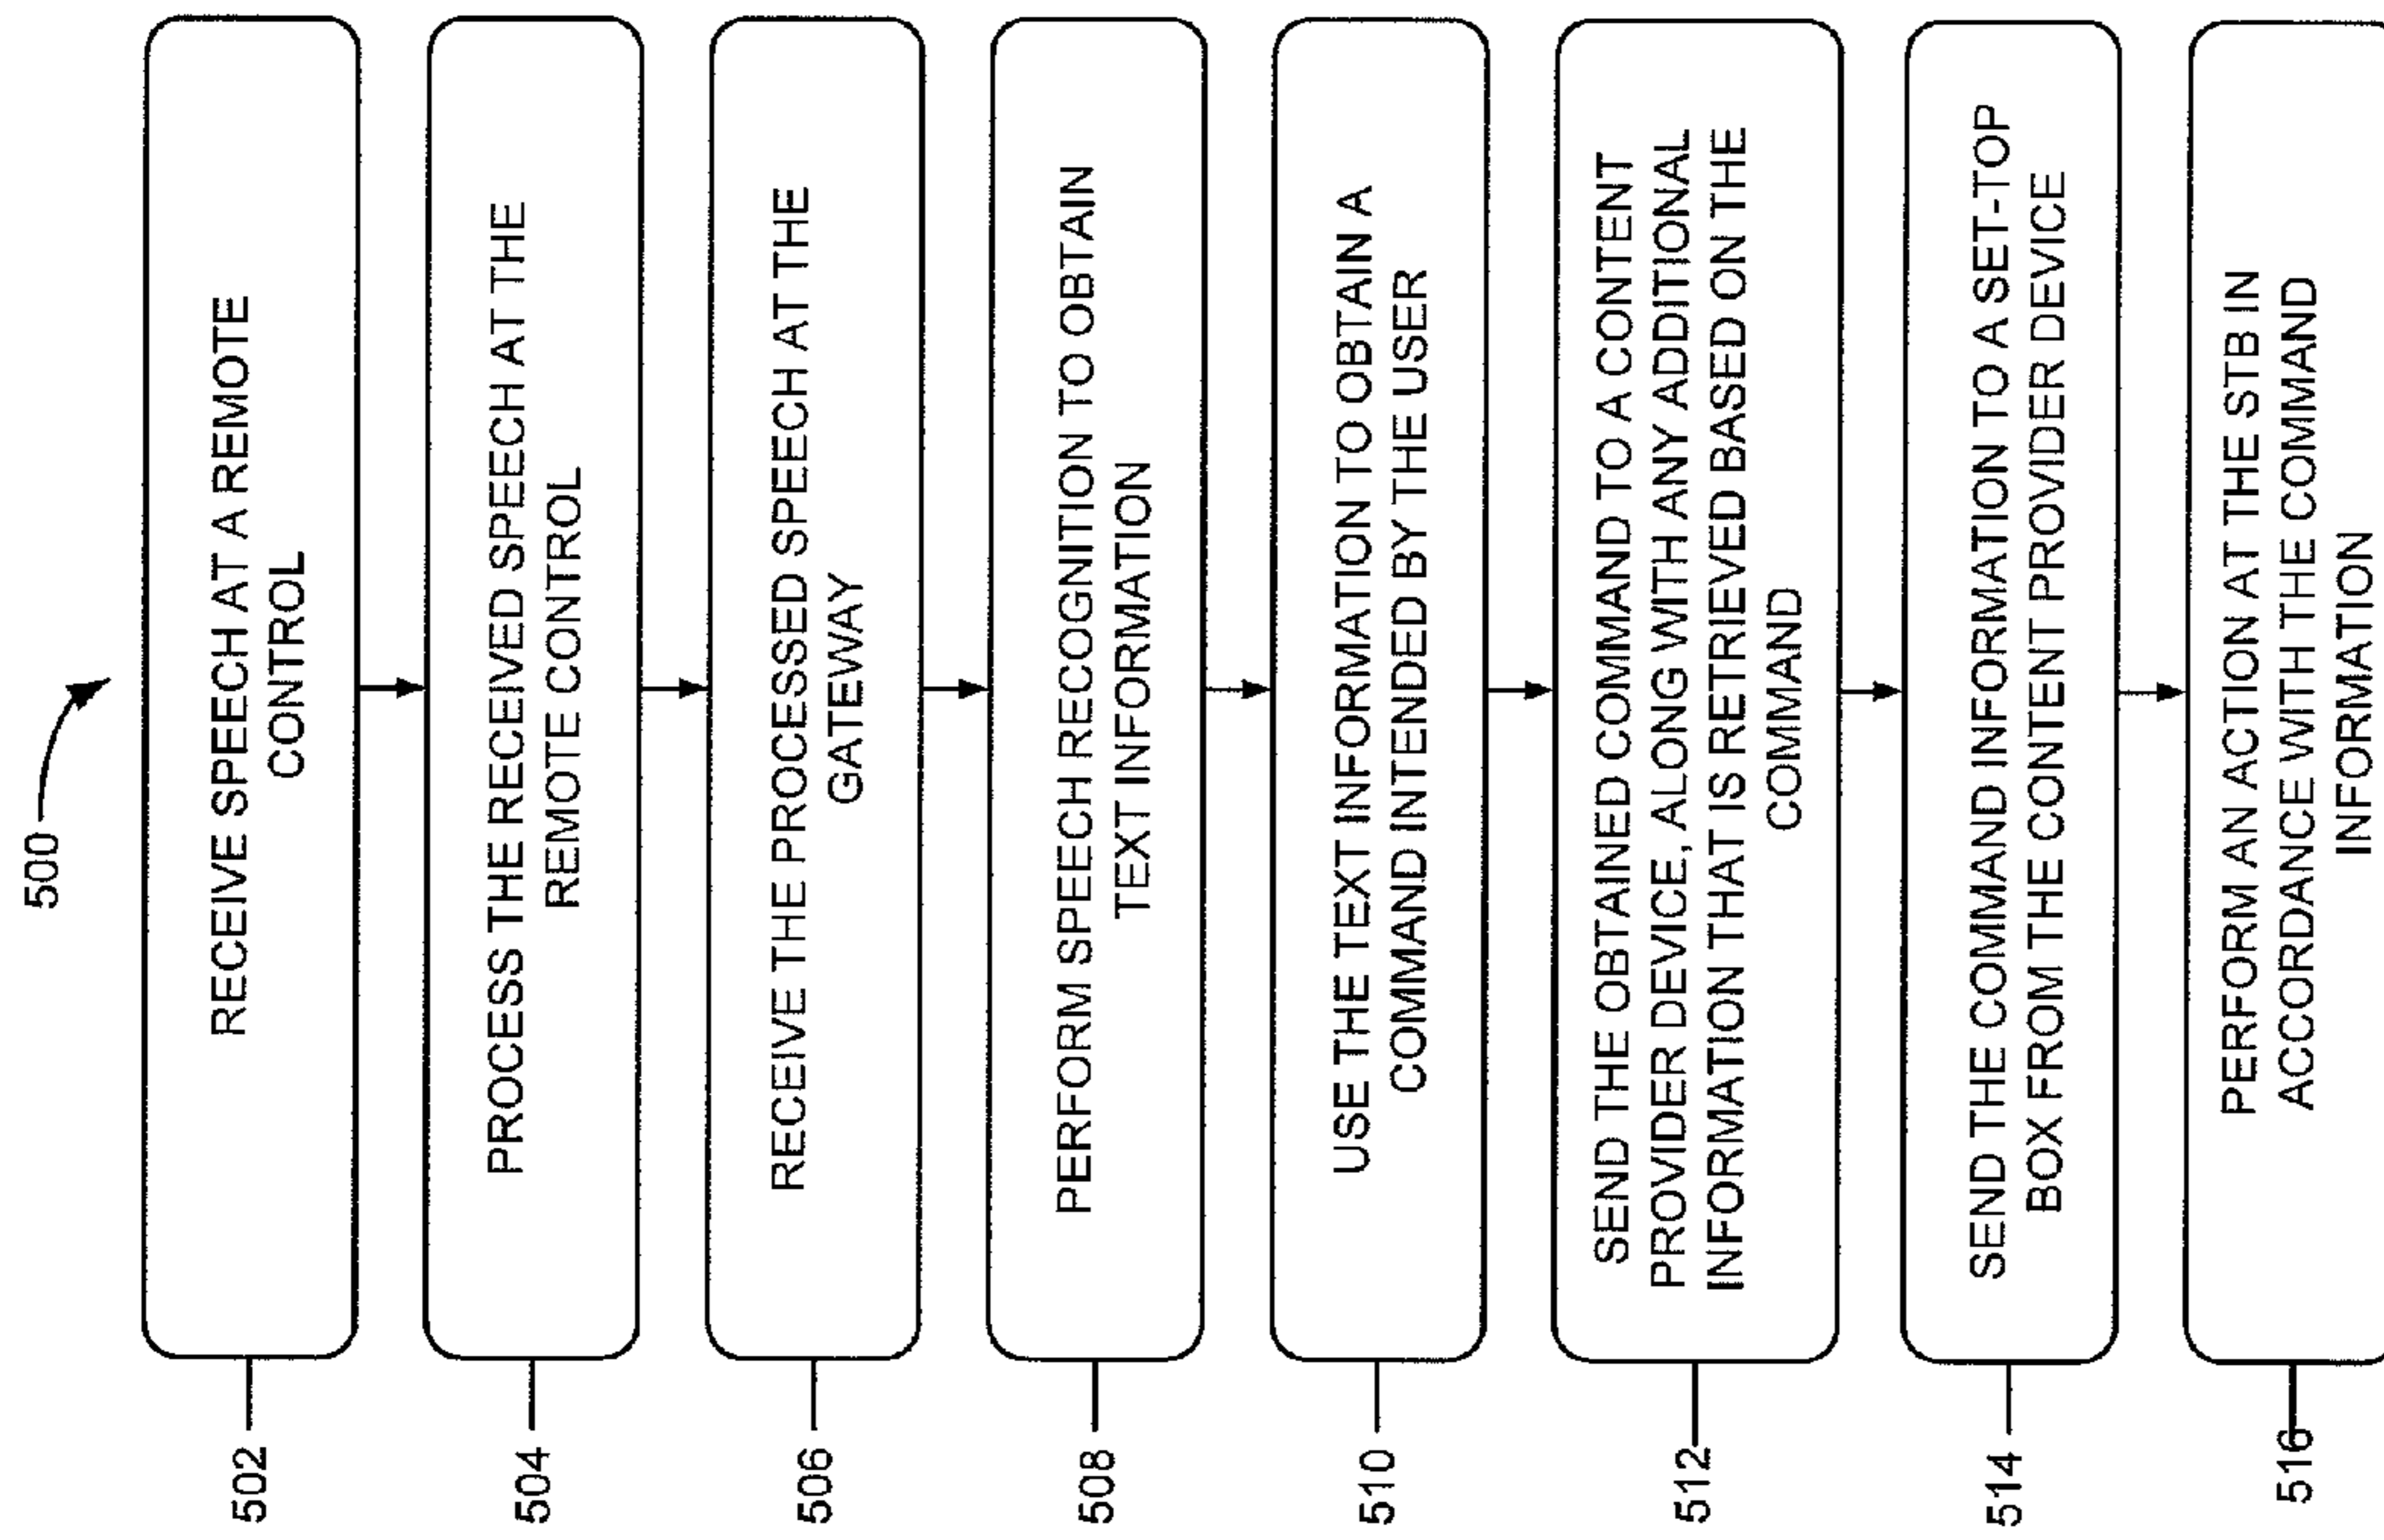 500
502
RECEIVE SPEECH AT A REMOTE
CONTROL
504
PROCESS THE RECEIVED SPEECH AT THE
REMOTE CONTROL
506
RECEIVE THE PROCESSED SPEECH AT THE
GATEWAY
508
PERFORM SPEECH RECOGNITION TO OBTAIN
TEXT INFORMATION
510
USE THE TEXT INFORMATION TO OBTAIN A
COMMAND INTENDED BY THE USER
512
SEND THE OBTAINED COMMAND TO A CONTENT
PROVIDER DEVICE, ALONG WITH ANY ADDITIONAL
INFORMATION THAT IS RETRIEVED BASED ON THE
COMMAND
514
SEND THE COMMAND INFORMATION TO A SET-TOP
BOX FROM THE CONTENT PROVIDER DEVICE
516
PERFORM AN ACTION AT THE STB IN
ACCORDANCE WITH THE COMMAND
INFORMATION